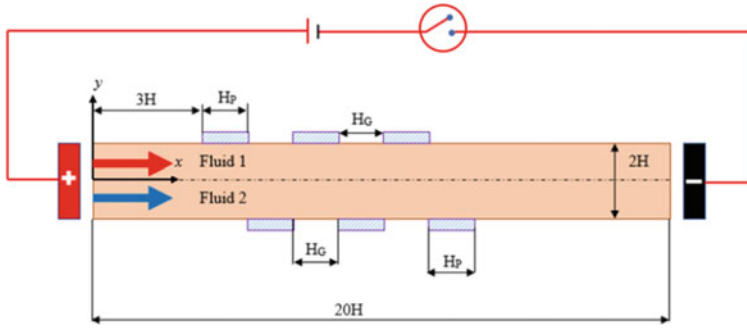 y
3H
H_P
H_G
+
Fluid 1
x
2H
−
Fluid 2
H_G
H_P
20H